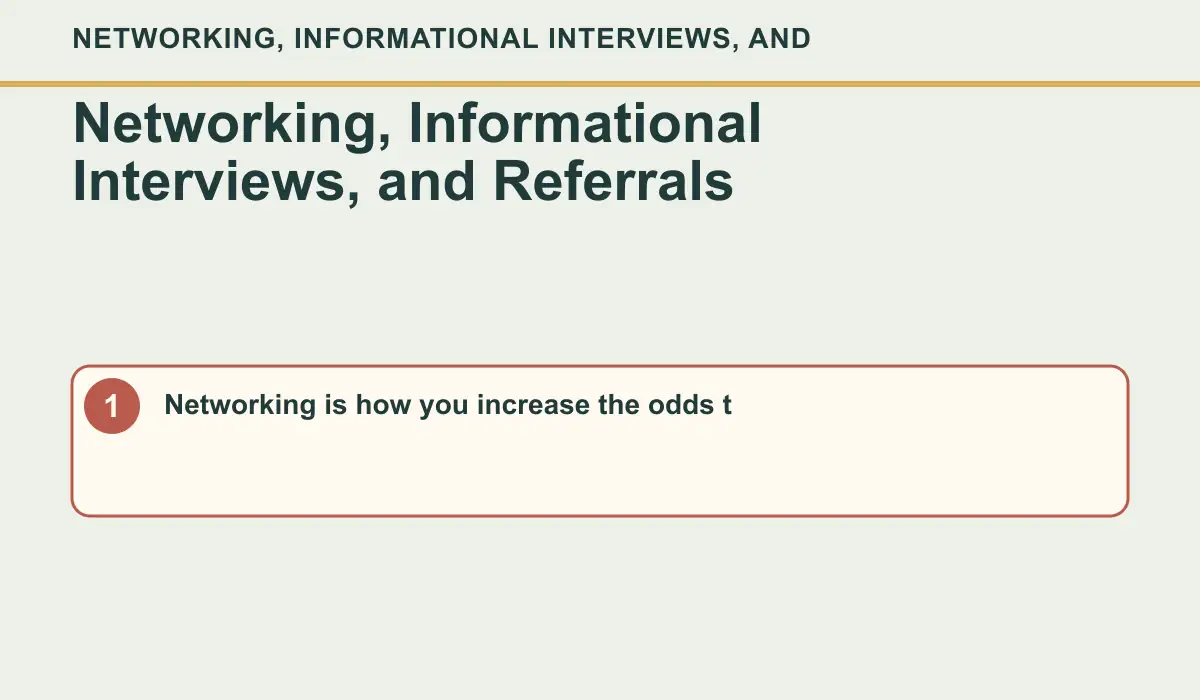 NETWORKING, INFORMATIONAL INTERVIEWS, AND
Networking, Informational
Interviews, and Referrals
1
Networking is how you increase the odds t